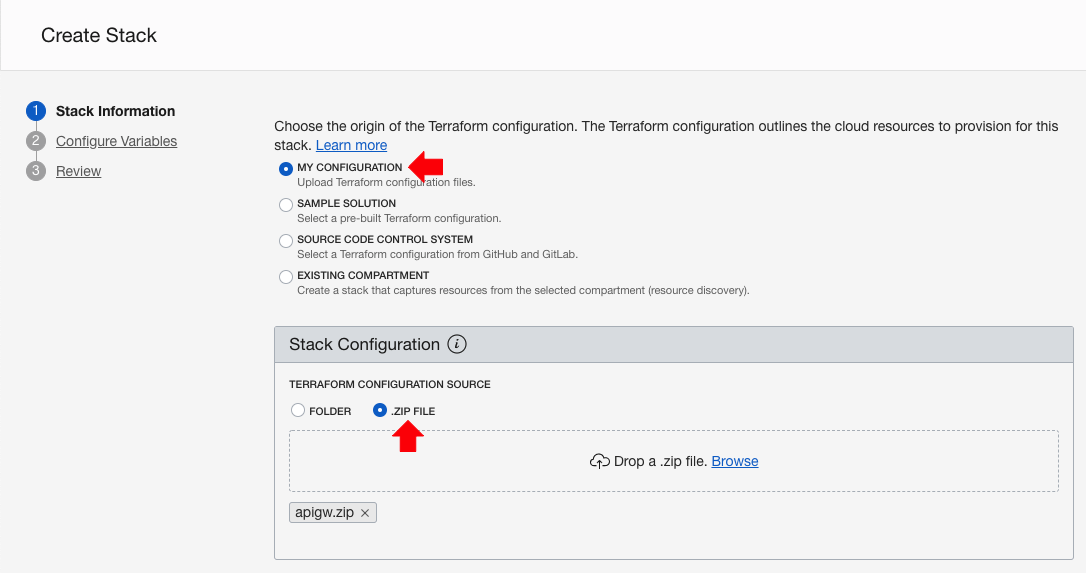 Create Stack
1 Stack Information
2 Configure Variables
3 Review
Choose the origin of the Terraform configuration. The Terraform configuration outlines the cloud resources to provision for this
stack. Learn more
MY CONFIGURATION
Upload Terraform configuration files.
SAMPLE SOLUTION
Select a pre-built Terraform configuration.
SOURCE CODE CONTROL SYSTEM
Select a Terraform configuration from GitHub and GitLab.
EXISTING COMPARTMENT
Create a stack that captures resources from the selected compartment (resource discovery).
Stack Configuration i
TERRAFORM CONFIGURATION SOURCE
FOLDER .ZIP FILE
Drop a .zip file. Browse
apigw.zip ×